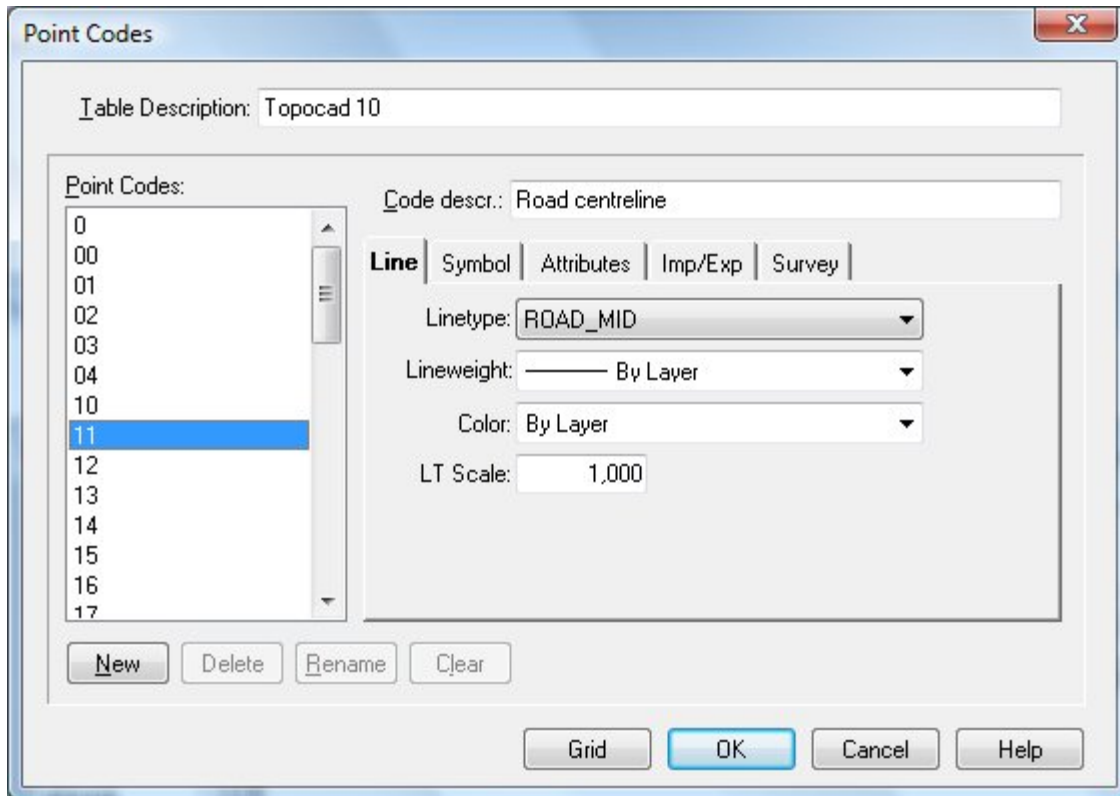 Point Codes
Table Description: Topocad 10
Point Codes:
0
00
01
02
03
04
10
11
12
13
14
15
16
17
Code descr.: Road centreline
Line Symbol Attributes Imp/Exp Survey
Linetype: ROAD_MID
Lineweight: By Layer
Color: By Layer
LT Scale: 1,000
New Delete Rename Clear
Grid OK Cancel Help